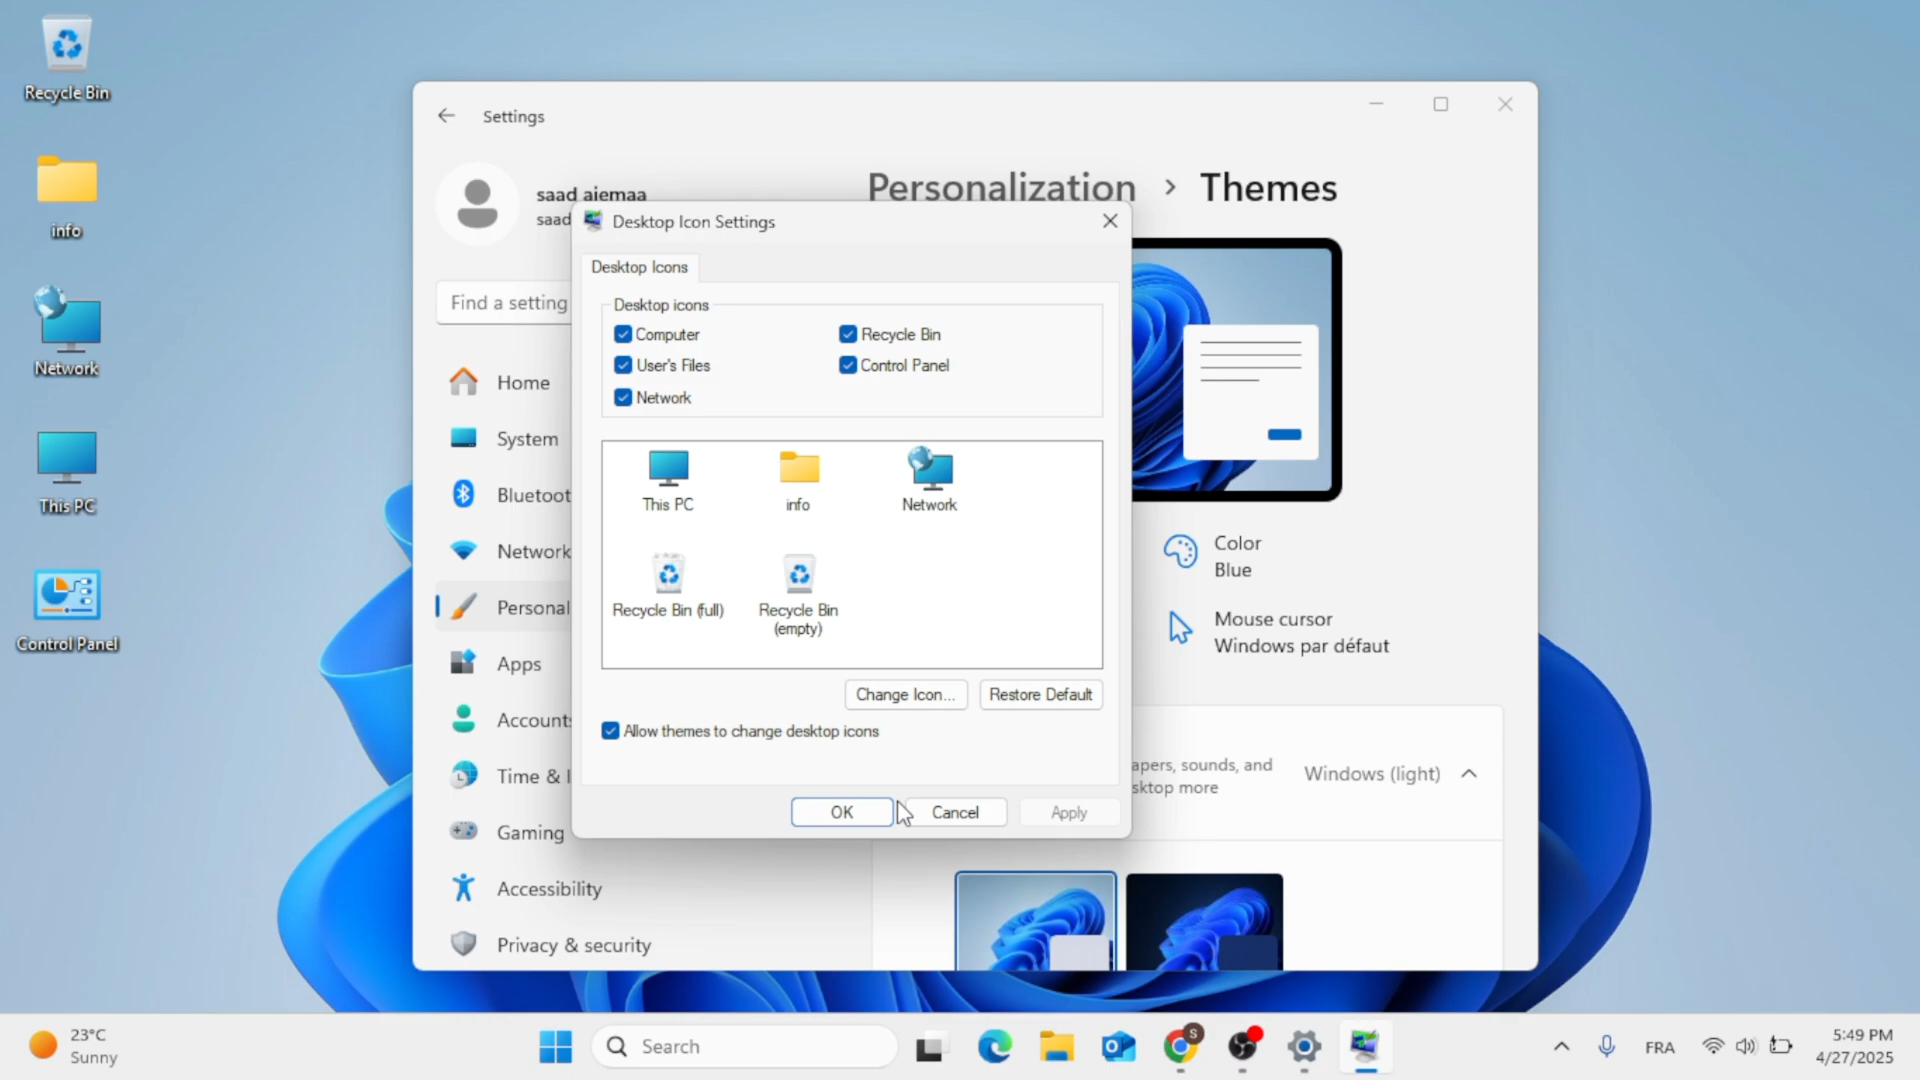 Recycle Bin
info
Network
This PC
Control Panel
Settings
saad aiemaa
saad
Find a setting
Home
System
Bluetoot
Network
Personal
Apps
Accounts
Time &
Gaming
Accessibility
Privacy & security
Personalization > Themes
Color
Blue
Mouse cursor
Windows par défaut
apers, sounds, and
sktop more
Windows (light)
Desktop Icon Settings
Desktop Icons
Desktop icons
Computer
Recycle Bin
User's Files
Control Panel
Network
This PC
info
Network
Recycle Bin (full)
Recycle Bin
(empty)
Change Icon...
Restore Default
Allow themes to change desktop icons
OK
Cancel
Apply
23°C
Sunny
Search
S
FRA
5:49 PM
4/27/2025